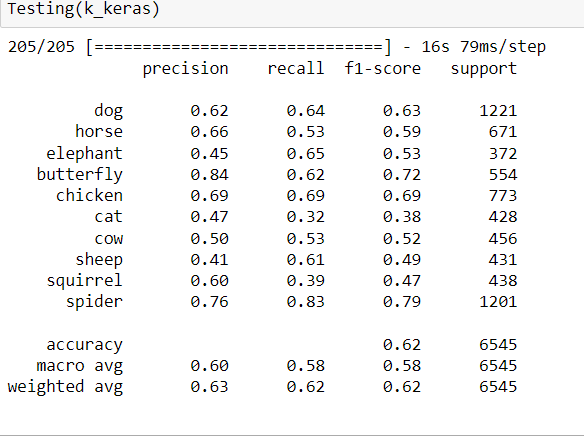 Testing(k_keras)
205/205 [==============================] - 16s 79ms/step
precision recall f1-score support
dog 0.62 0.64 0.63 1221
horse 0.66 0.53 0.59 671
elephant 0.45 0.65 0.53 372
butterfly 0.84 0.62 0.72 554
chicken 0.69 0.69 0.69 773
cat 0.47 0.32 0.38 428
cow 0.50 0.53 0.52 456
sheep 0.41 0.61 0.49 431
squirrel 0.60 0.39 0.47 438
spider 0.76 0.83 0.79 1201
accuracy 0.62 6545
macro avg 0.60 0.58 0.58 6545
weighted avg 0.63 0.62 0.62 6545